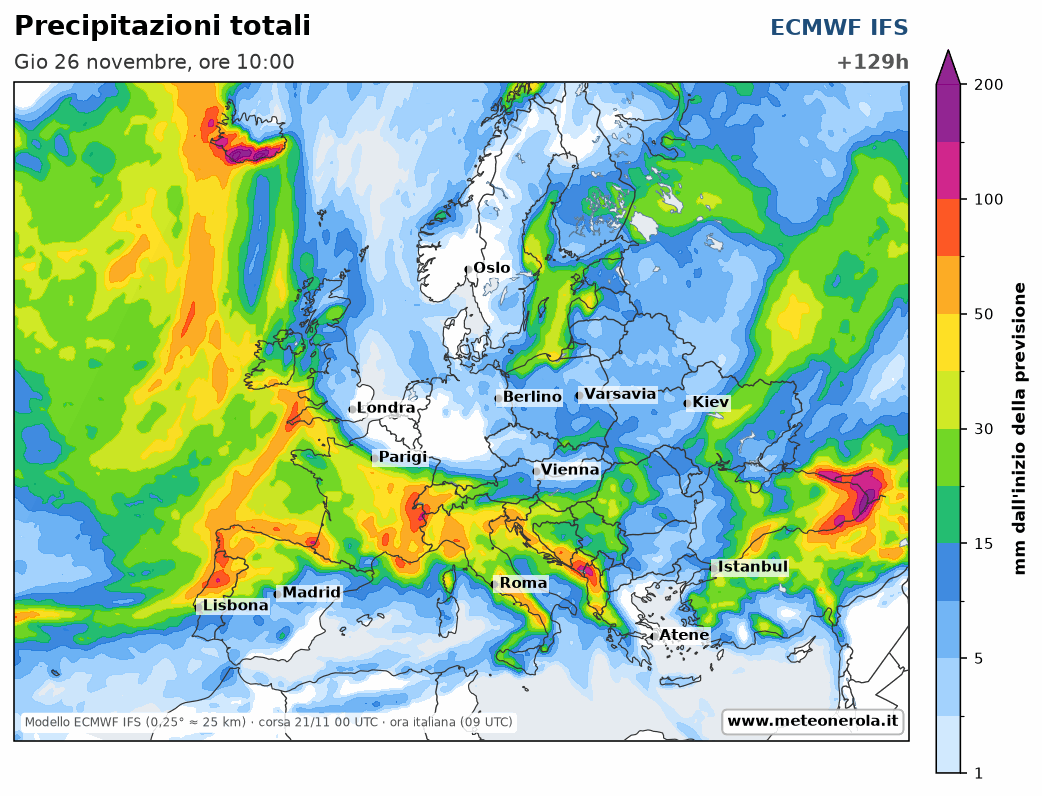 Precipitazioni totali
ECMWF IFS
Gio 26 novembre, ore 10:00
+129h
200
100
50
30
15
5
1
mm dall'inizio della previsione
Oslo
Berlino
Varsavia
Kiev
Londra
Parigi
Vienna
Istanbul
Roma
Madrid
Lisbona
Atene
Modello ECMWF IFS (0,25° ≈ 25 km) · corsa 21/11 00 UTC · ora italiana (09 UTC)
www.meteonerola.it